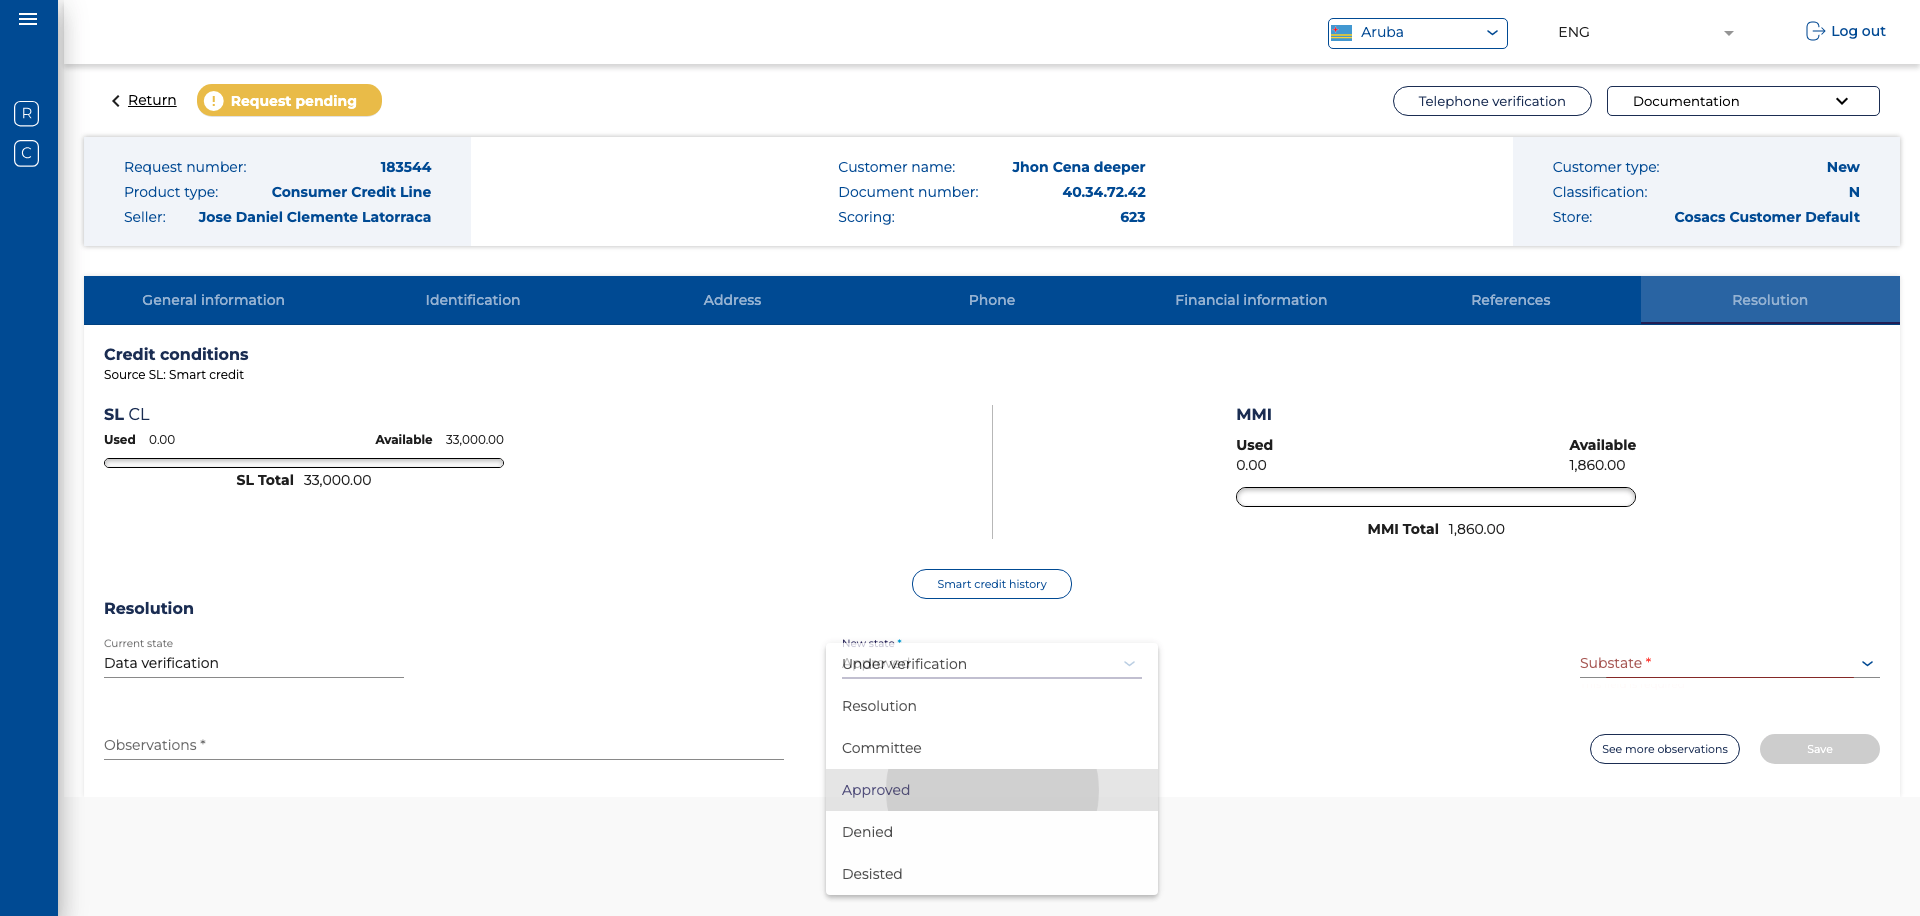 Aruba
ENG
Log out
R
C
Return
Request pending
Telephone verification
Documentation
Request number: 183544
Product type: Consumer Credit Line
Seller: Jose Daniel Clemente Latorraca
Customer name: Jhon Cena deeper
Document number: 40.34.72.42
Scoring: 623
Customer type: New
Classification: N
Store: Cosacs Customer Default
General information
Identification
Address
Phone
Financial information
References
Resolution
Credit conditions
Source SL: Smart credit
SL CL
Used 0.00
Available 33,000.00
SL Total 33,000.00
MMI
Used
0.00
Available
1,860.00
MMI Total 1,860.00
Smart credit history
Resolution
Current state
Data verification
New state *
Under verification
Resolution
Committee
Approved
Denied
Desisted
Substate *
Observations *
See more observations
Save